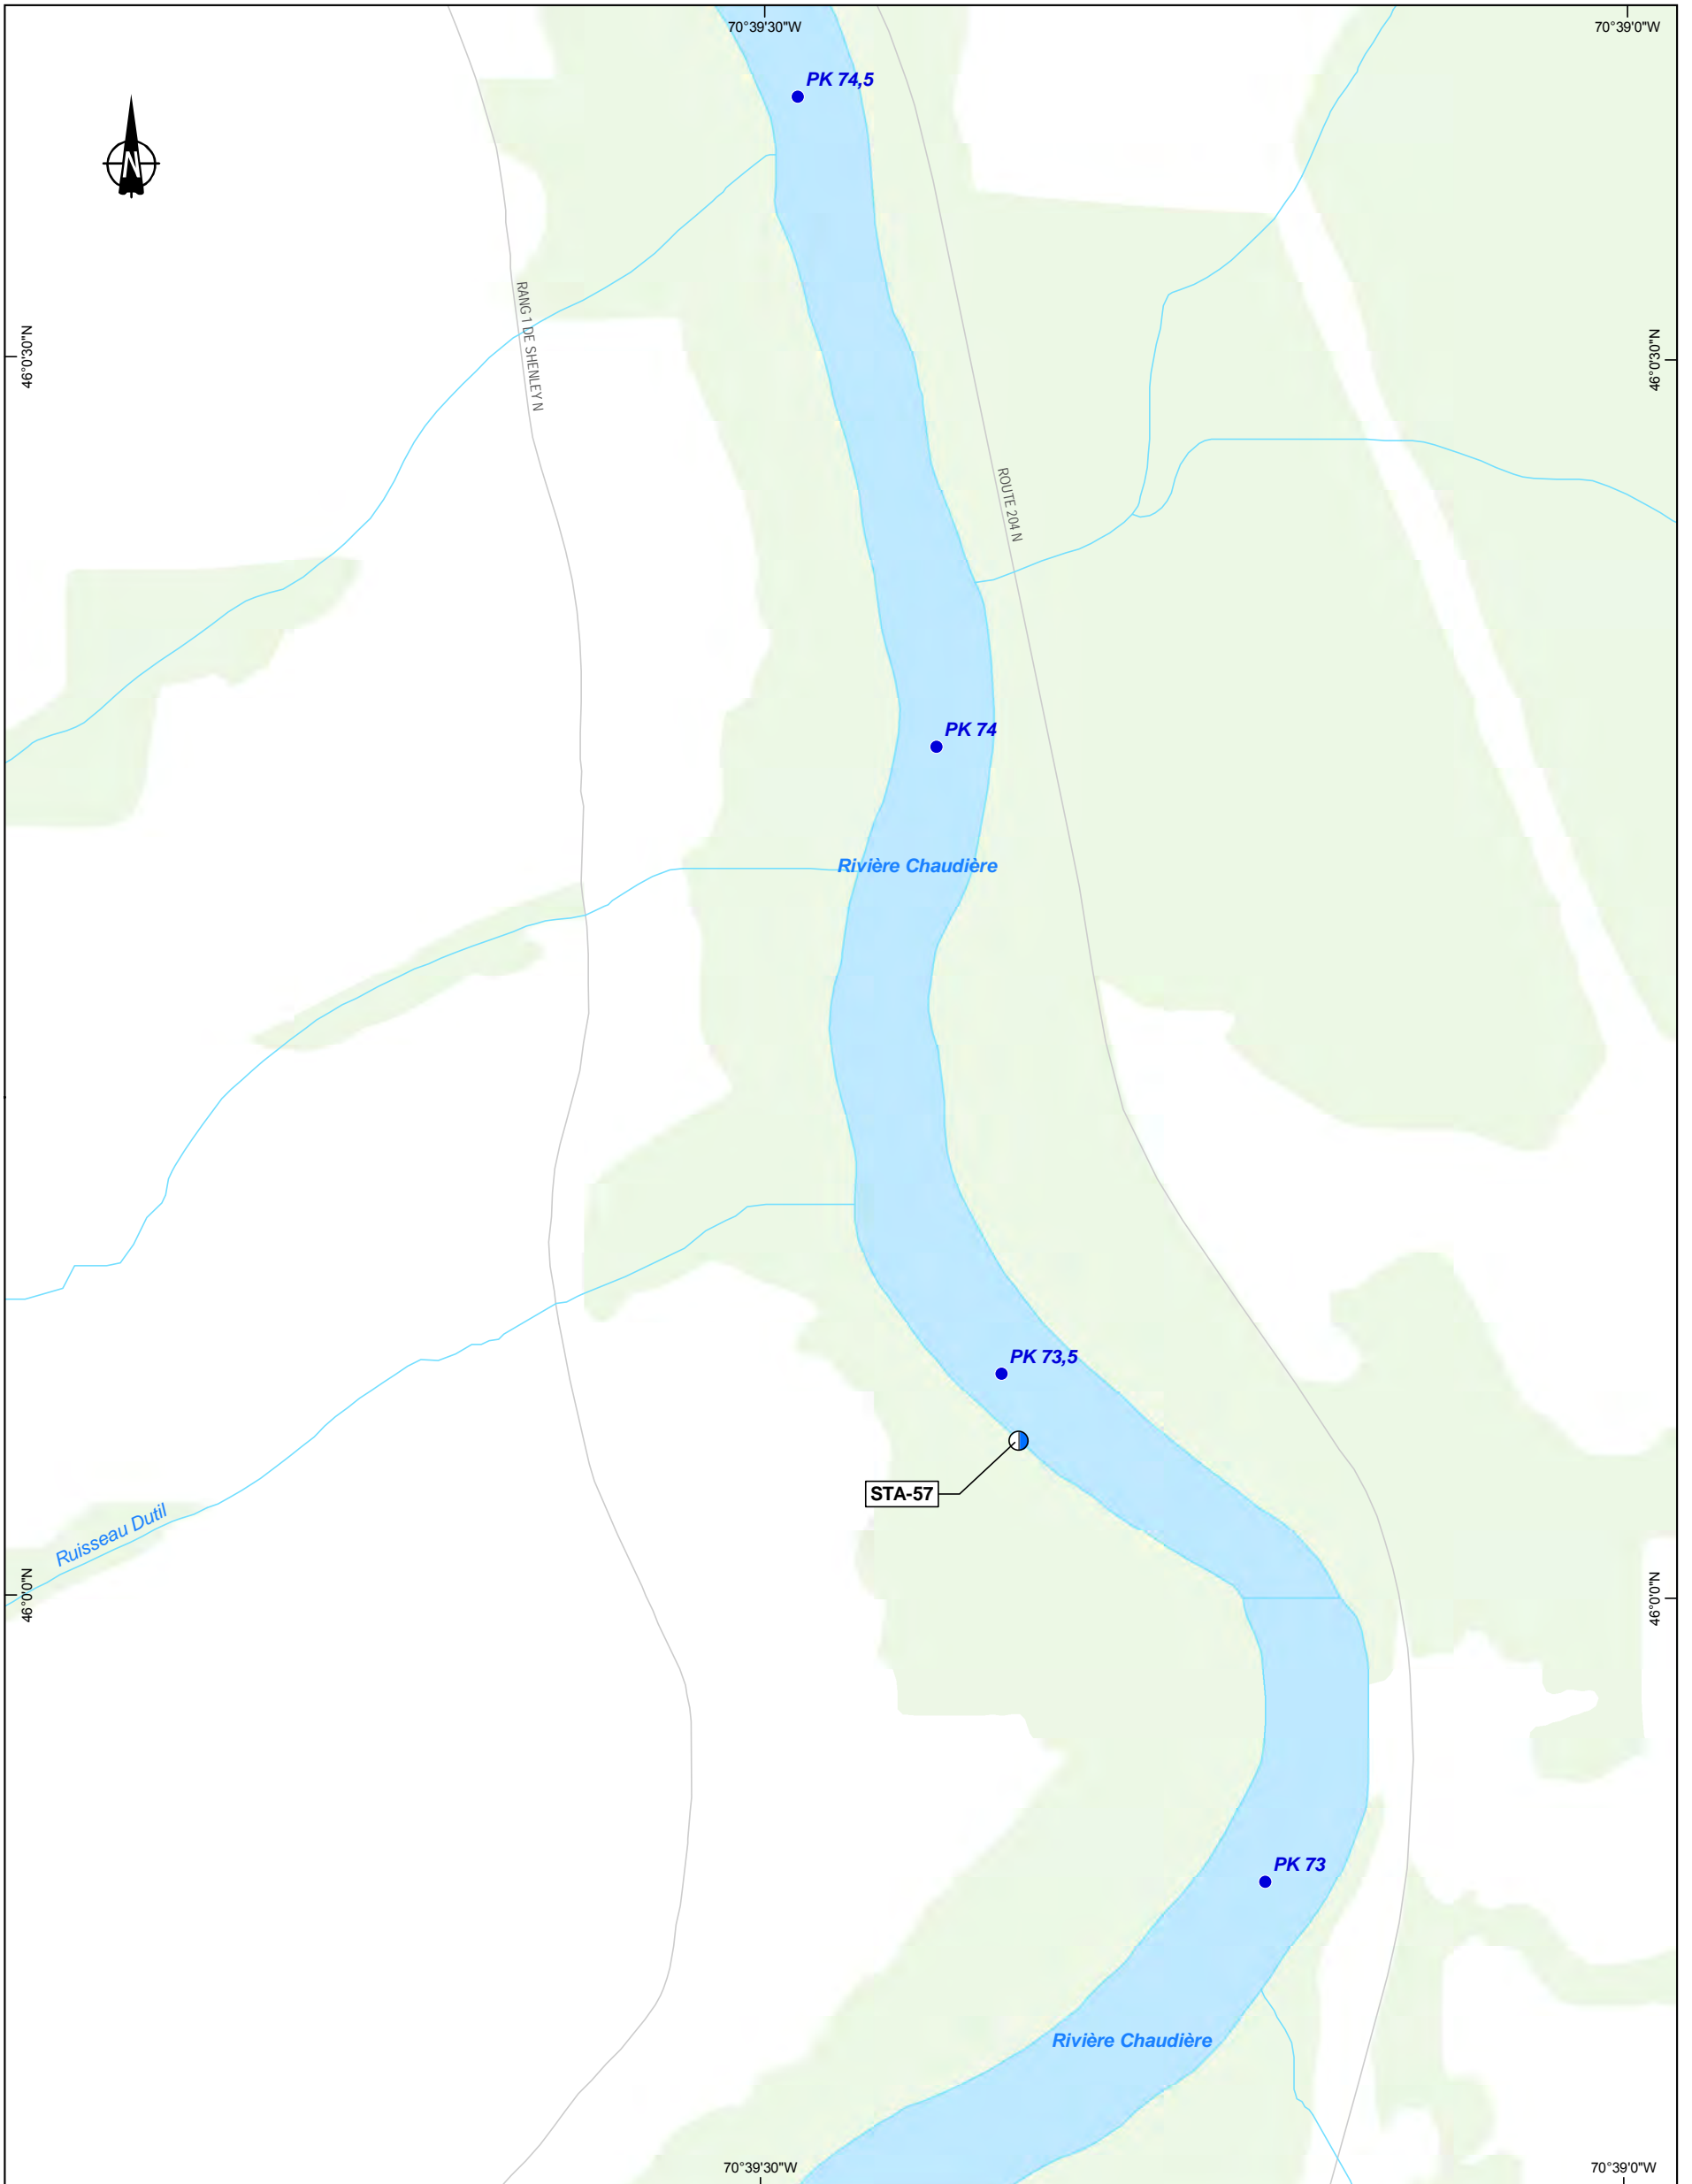 70°39'30"W
70°39'0"W
PK 74,5
N
RANG 1 DE SHENLEY N
46°0'30"N
46°0'30"N
ROUTE 204 N
PK 74
Rivière Chaudière
PK 73,5
STA-57
Ruisseau Dutil
46°0'0"N
46°0'0"N
PK 73
Rivière Chaudière
70°39'30"W
70°39'0"W